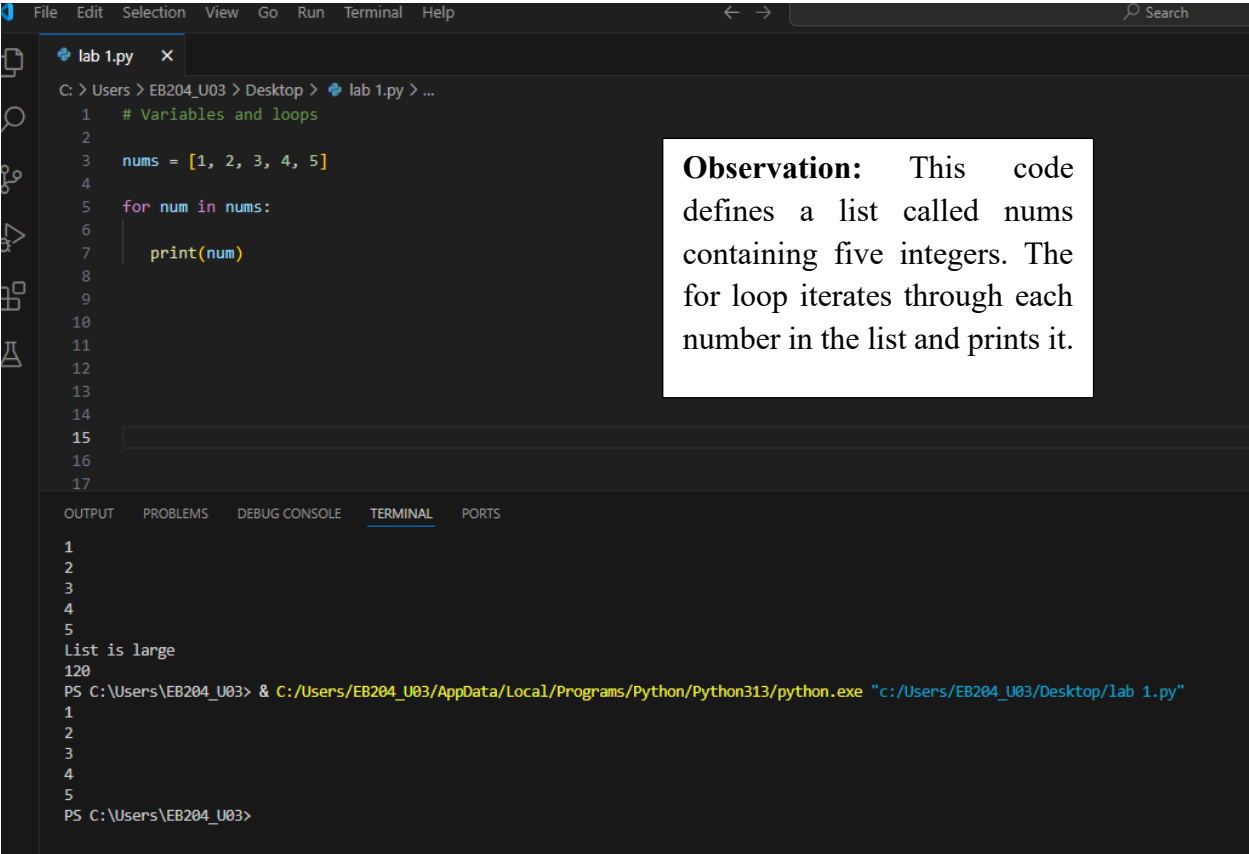 File Edit Selection View Go Run Terminal Help
Search
lab 1.py
C: > Users > EB204_U03 > Desktop > lab 1.py > ...
1 # Variables and loops
2
3 nums = [1, 2, 3, 4, 5]
4
5 for num in nums:
6
7 print(num)
8
9
10
11
12
13
14
15
16
17
Observation: This code
defines a list called nums
containing five integers. The
for loop iterates through each
number in the list and prints it.
OUTPUT PROBLEMS DEBUG CONSOLE TERMINAL PORTS
1
2
3
4
5
List is large
120
PS C:\Users\EB204_U03> & C:/Users/EB204_U03/AppData/Local/Programs/Python/Python313/python.exe "c:/Users/EB204_U03/Desktop/lab 1.py"
1
2
3
4
5
PS C:\Users\EB204_U03>